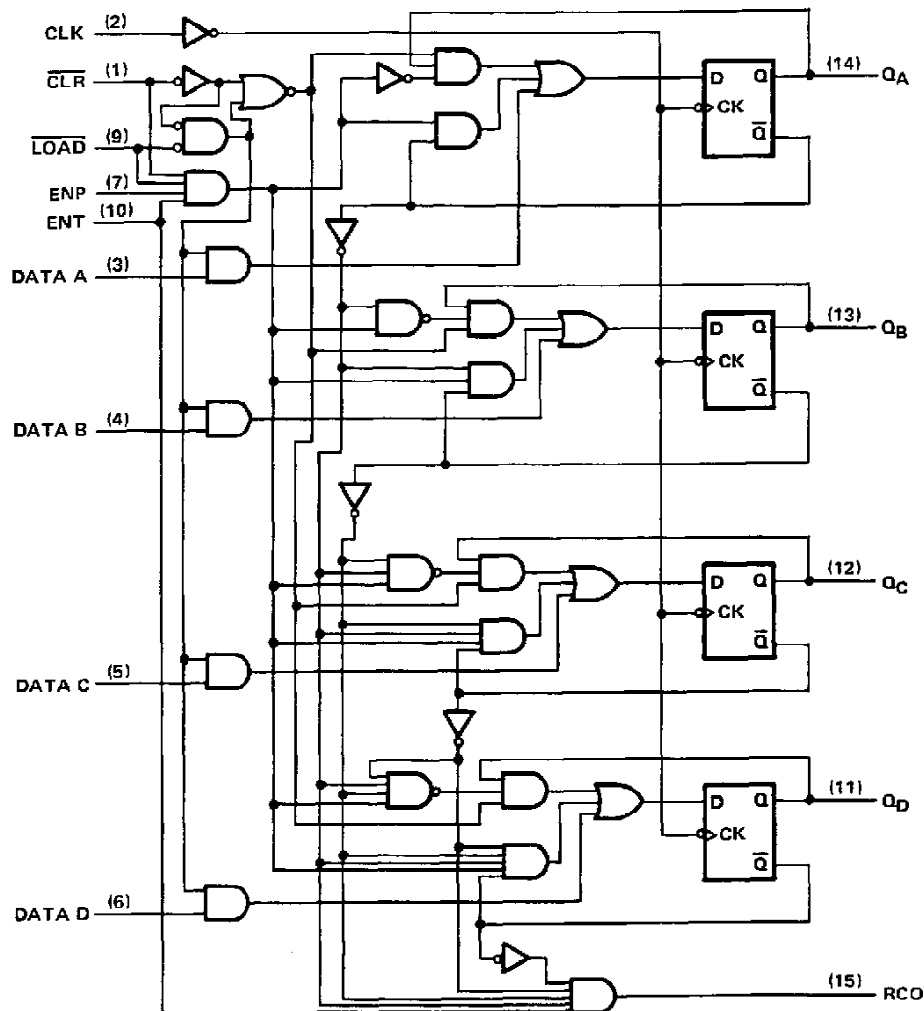 CLK (2)
CLR (1)
LOAD (9)
ENP (7)
ENT (10)
D Q (14) QA
CK
Q
DATA A (3)
D Q (13) QB
CK
Q
DATA B (4)
D Q (12) QC
CK
Q
DATA C (5)
D Q (11) QD
CK
Q
DATA D (6)
(15) RCO